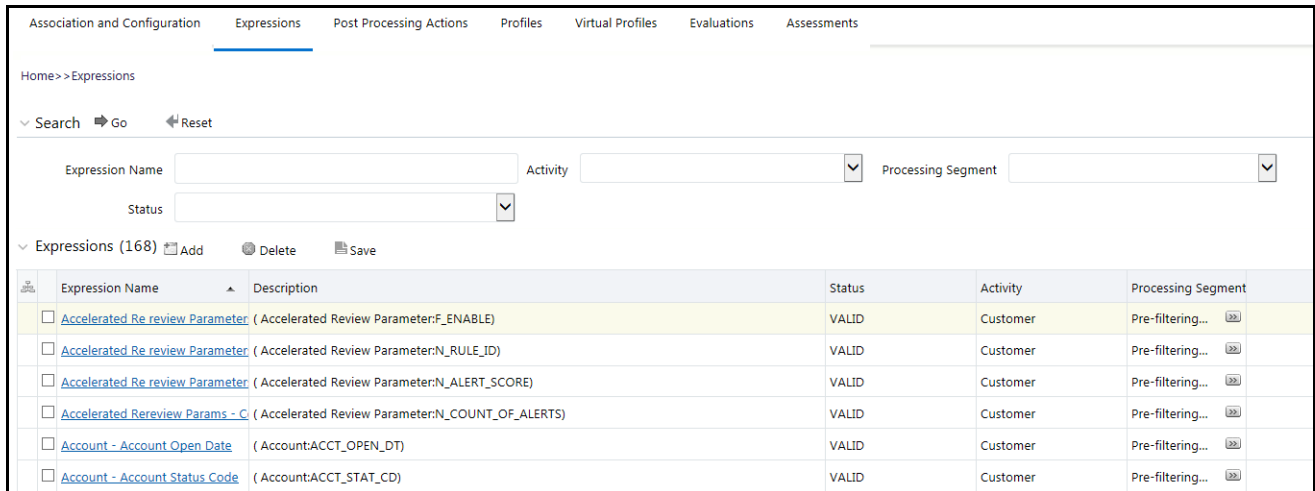 Association and Configuration Expressions Post Processing Actions Profiles Virtual Profiles Evaluations Assessments
Home>>Expressions
Search Go Reset
Expression Name Activity Processing Segment
Status
Expressions (168) Add Delete Save
Expression Name Description Status Activity Processing Segment
Accelerated Re review Parameter ( Accelerated Review Parameter:F_ENABLE) VALID Customer Pre-filtering...
Accelerated Re review Parameter ( Accelerated Review Parameter:N_RULE_ID) VALID Customer Pre-filtering...
Accelerated Re review Parameter ( Accelerated Review Parameter:N_ALERT_SCORE) VALID Customer Pre-filtering...
Accelerated Rereview Params - C ( Accelerated Review Parameter:N_COUNT_OF_ALERTS) VALID Customer Pre-filtering...
Account - Account Open Date ( Account:ACCT_OPEN_DT) VALID Customer Pre-filtering...
Account - Account Status Code ( Account:ACCT_STAT_CD) VALID Customer Pre-filtering...